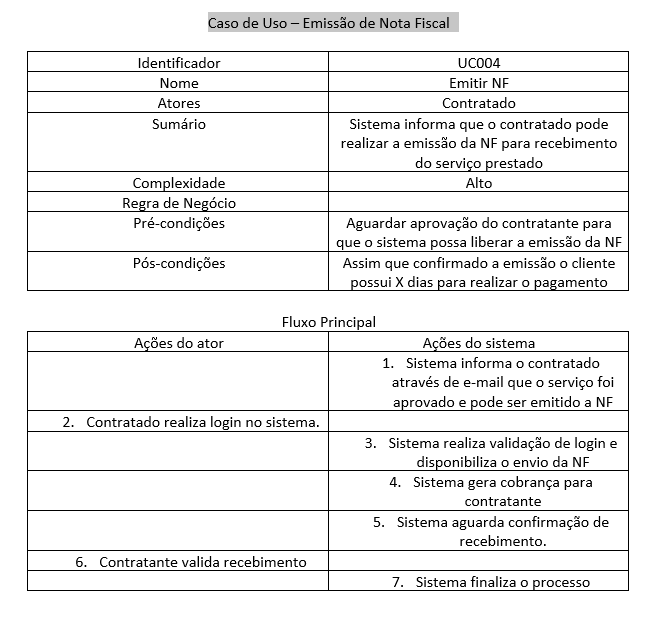 Caso de Uso – Emissão de Nota Fiscal
Identificador UC004
Nome Emitir NF
Atores Contratado
Sumário Sistema informa que o contratado pode
realizar a emissão da NF para recebimento
do serviço prestado
Complexidade Alto
Regra de Negócio
Pré-condições Aguardar aprovação do contratante para
que o sistema possa liberar a emissão da NF
Pós-condições Assim que confirmado a emissão o cliente
possui X dias para realizar o pagamento
Fluxo Principal
Ações do ator Ações do sistema
1. Sistema informa o contratado
através de e-mail que o serviço foi
aprovado e pode ser emitido a NF
2. Contratado realiza login no sistema.
3. Sistema realiza validação de login e
disponibiliza o envio da NF
4. Sistema gera cobrança para
contratante
5. Sistema aguarda confirmação de
recebimento.
6. Contratante valida recebimento
7. Sistema finaliza o processo